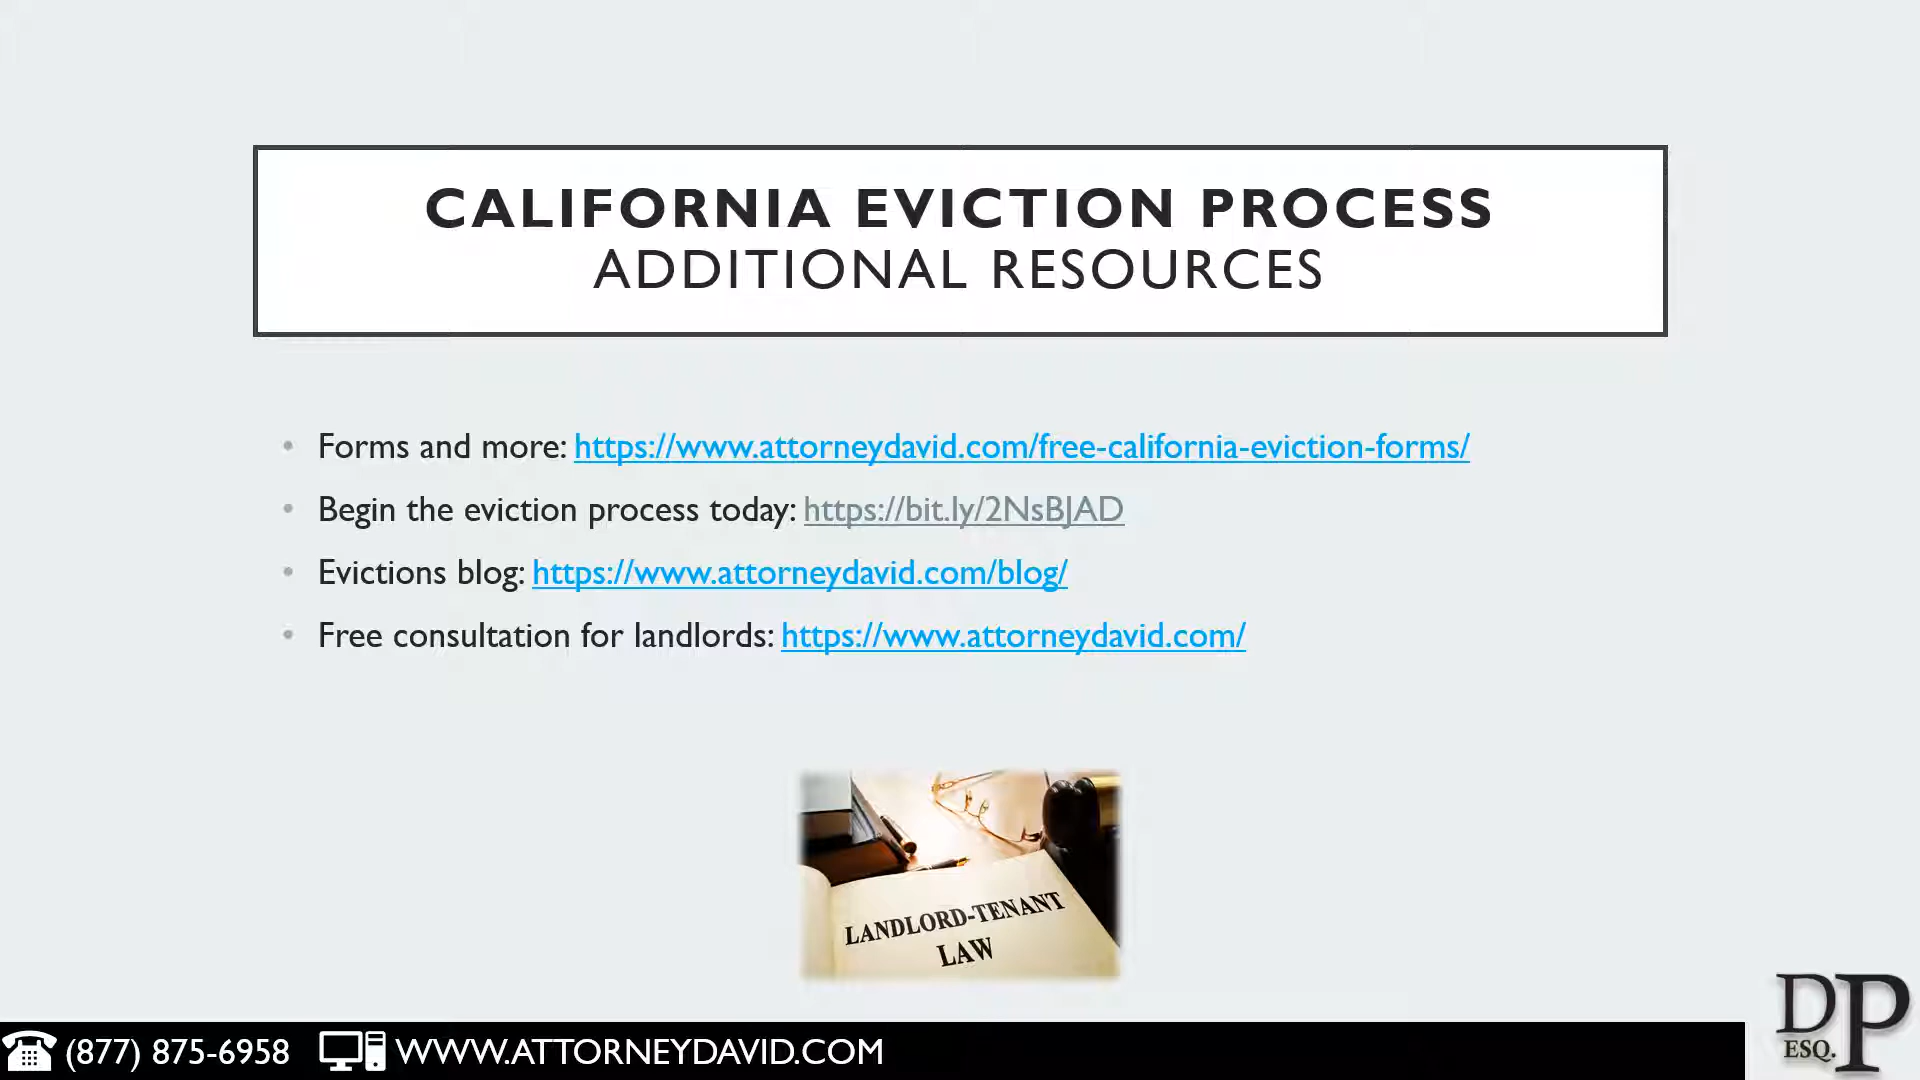 CALIFORNIA EVICTION PROCESS
ADDITIONAL RESOURCES
• Forms and more: https://www.attorneydavid.com/free-california-eviction-forms/
• Begin the eviction process today: https://bit.ly/2NsBJAD
• Evictions blog: https://www.attorneydavid.com/blog/
• Free consultation for landlords: https://www.attorneydavid.com/
LANDLORD-TENANT
LAW
(877) 875-6958 WWW.ATTORNEYDAVID.COM
DP
ESQ.